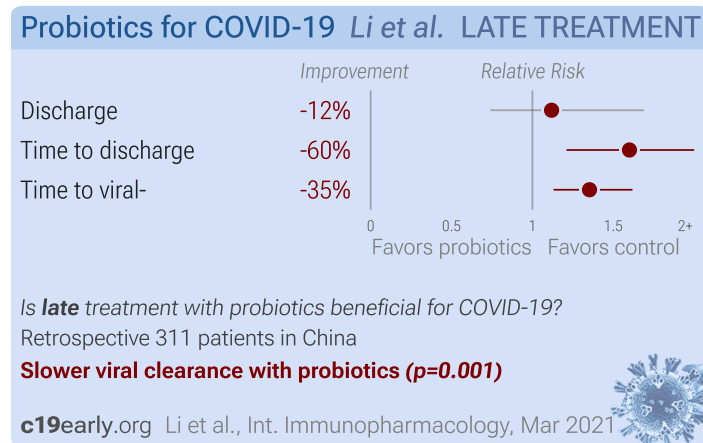 Probiotics for COVID-19 Li et al. LATE TREATMENT
Improvement Relative Risk
Discharge -12%
Time to discharge -60%
Time to viral- -35%
0 0.5 1 1.5 2+
Favors probiotics Favors control
Is late treatment with probiotics beneficial for COVID-19?
Retrospective 311 patients in China
Slower viral clearance with probiotics (p=0.001)
c19early.org Li et al., Int. Immunopharmacology, Mar 2021